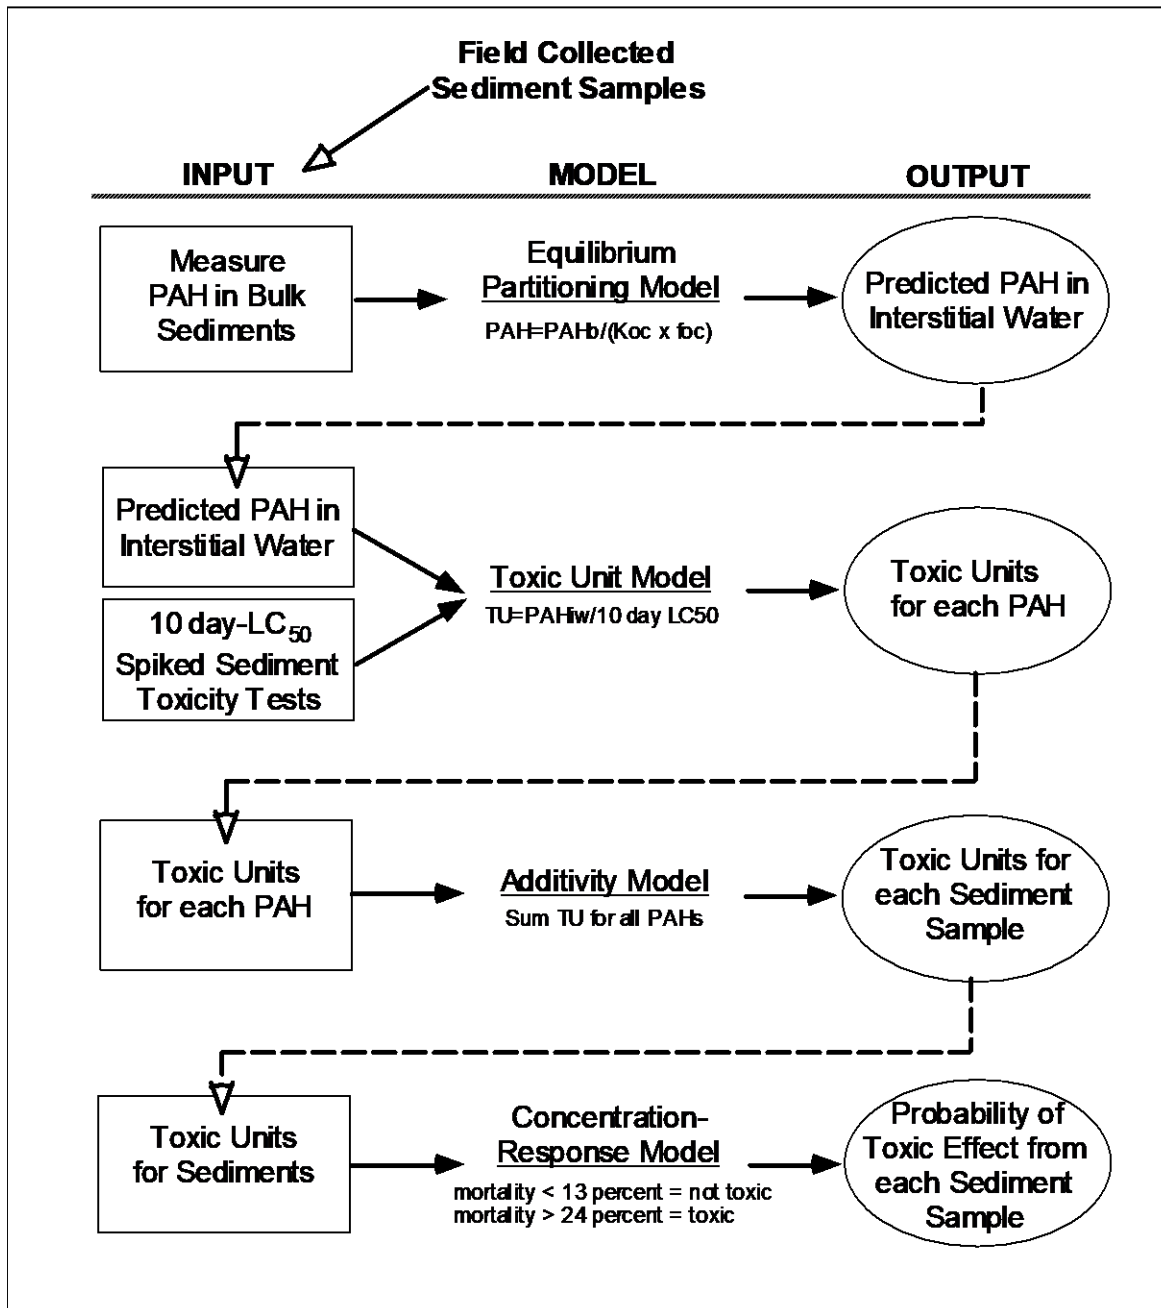 Field Collected
Sediment Samples
INPUT
MODEL
OUTPUT
Measure
PAH in Bulk
Sediments
Equilibrium
Partitioning Model
PAH=PAHb/(Koc x foc)
Predicted PAH in
Interstitial Water
Predicted PAH in
Interstitial Water
10 day-LC50
Spiked Sediment
Toxicity Tests
Toxic Unit Model
TU=PAHiw/10 day LC50
Toxic Units
for each PAH
Toxic Units
for each PAH
Additivity Model
Sum TU for all PAHs
Toxic Units for
each Sediment
Sample
Toxic Units
for Sediments
Concentration-
Response Model
mortality < 13 percent = not toxic
mortality > 24 percent = toxic
Probability of
Toxic Effect from
each Sediment
Sample